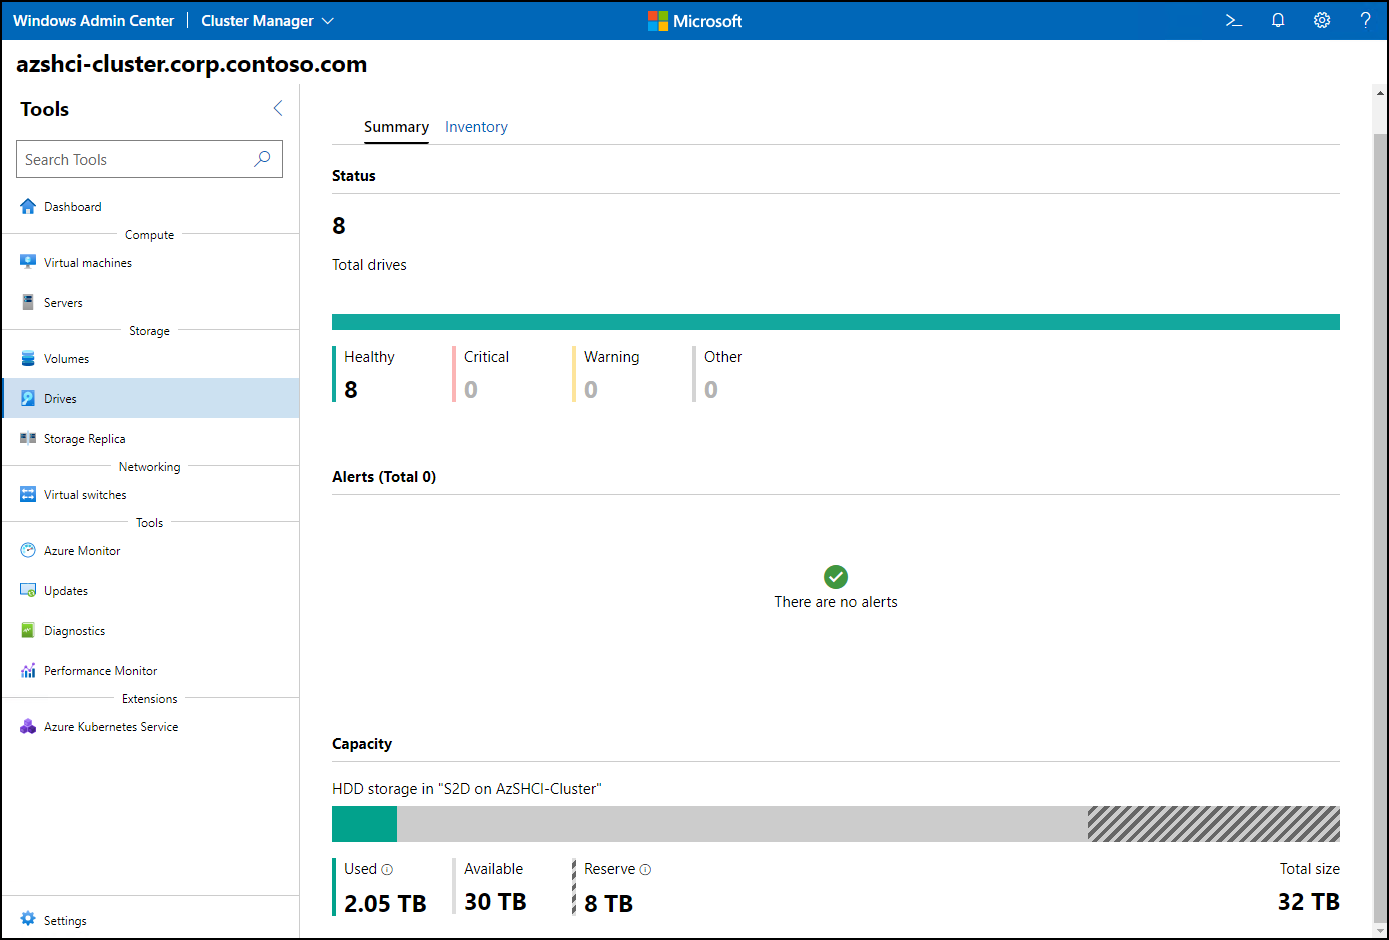 Windows Admin Center Cluster Manager Microsoft >_ ?
azshci-cluster.corp.contoso.com
Tools
Search Tools
Dashboard
Compute
Virtual machines
Servers
Storage
Volumes
Drives
Storage Replica
Networking
Virtual switches
Tools
Azure Monitor
Updates
Diagnostics
Performance Monitor
Extensions
Azure Kubernetes Service
Settings
Summary Inventory
Status
8
Total drives
Healthy Critical Warning Other
8 0 0 0
Alerts (Total 0)
There are no alerts
Capacity
HDD storage in "S2D on AzSHCI-Cluster"
Used Available Reserve Total size
2.05 TB 30 TB 8 TB 32 TB